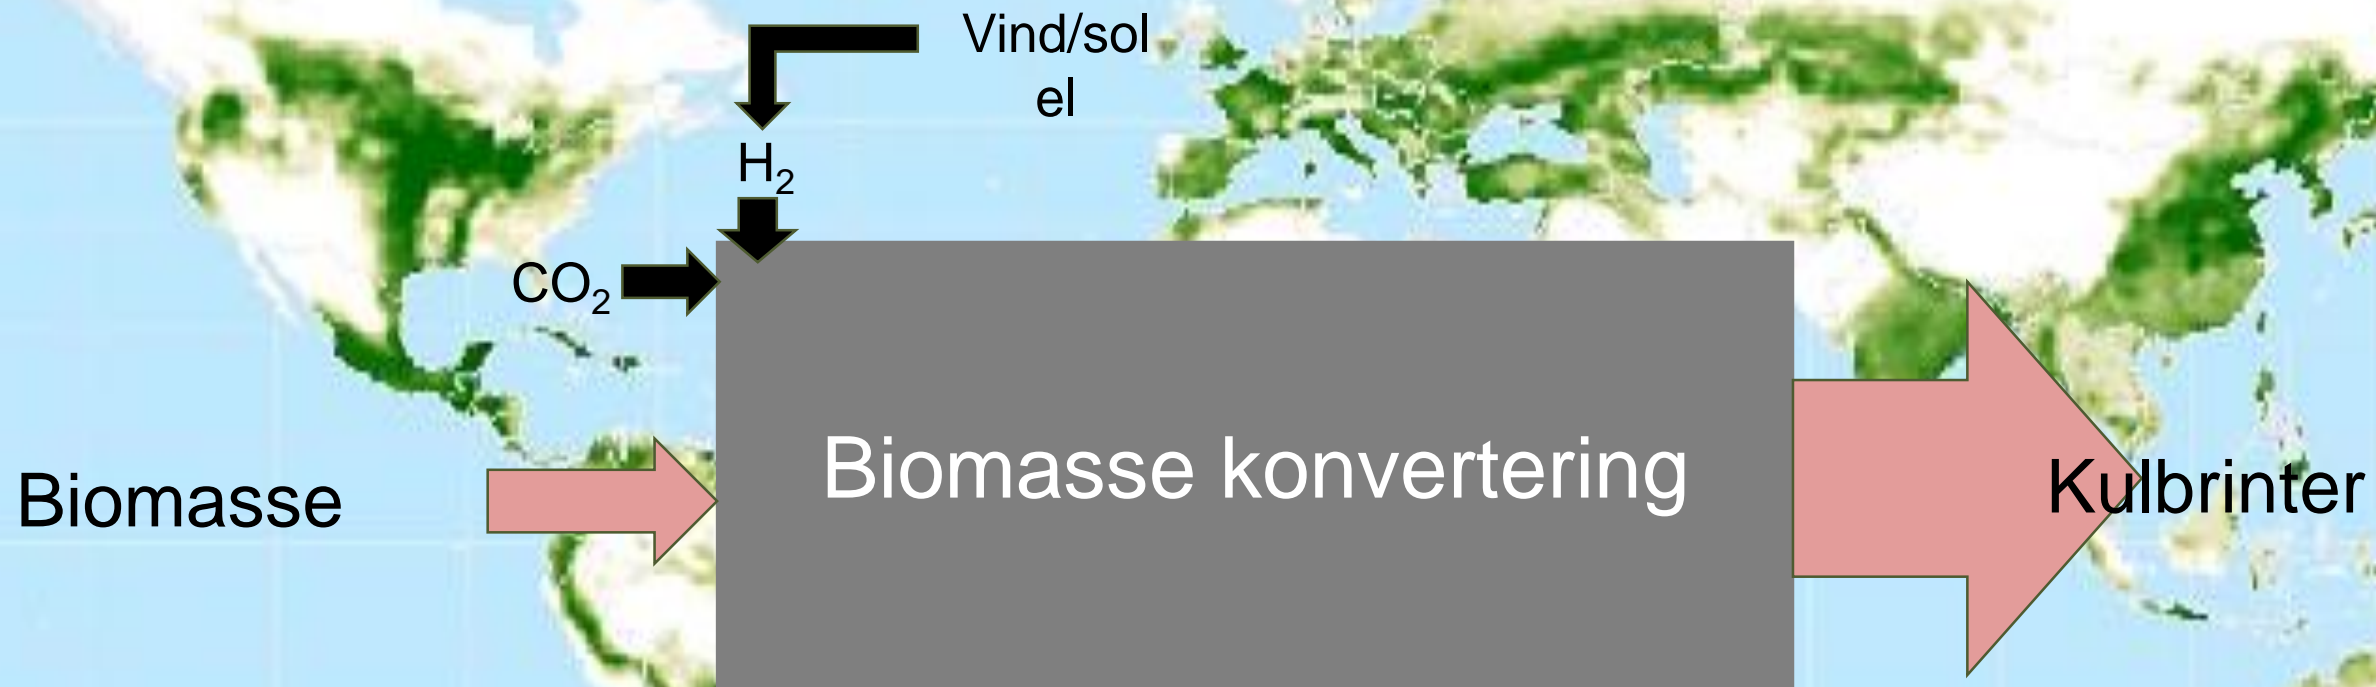 Vind/sol
el
H₂
CO₂
Biomasse konvertering
Biomasse
Kulbrinter